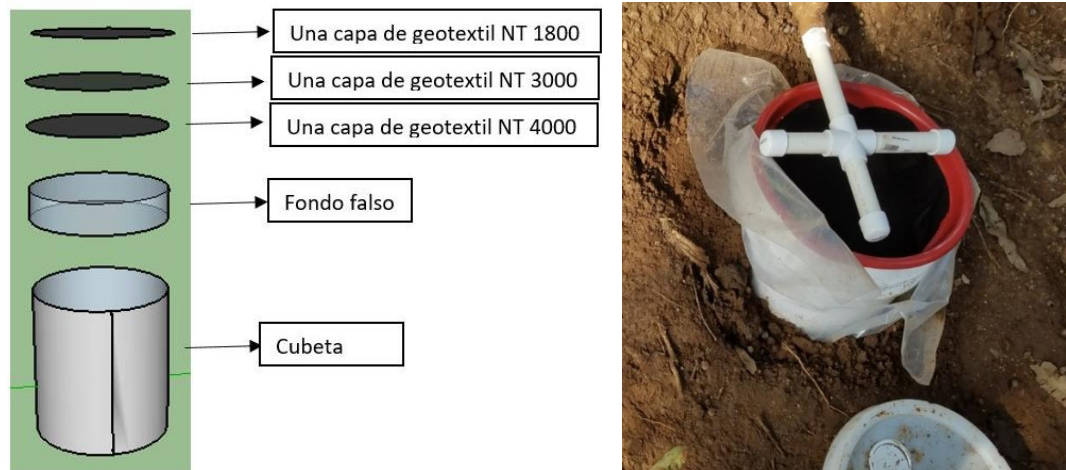 Una capa de geotextil NT 1800
Una capa de geotextil NT 3000
Una capa de geotextil NT 4000
Fondo falso
Cubeta